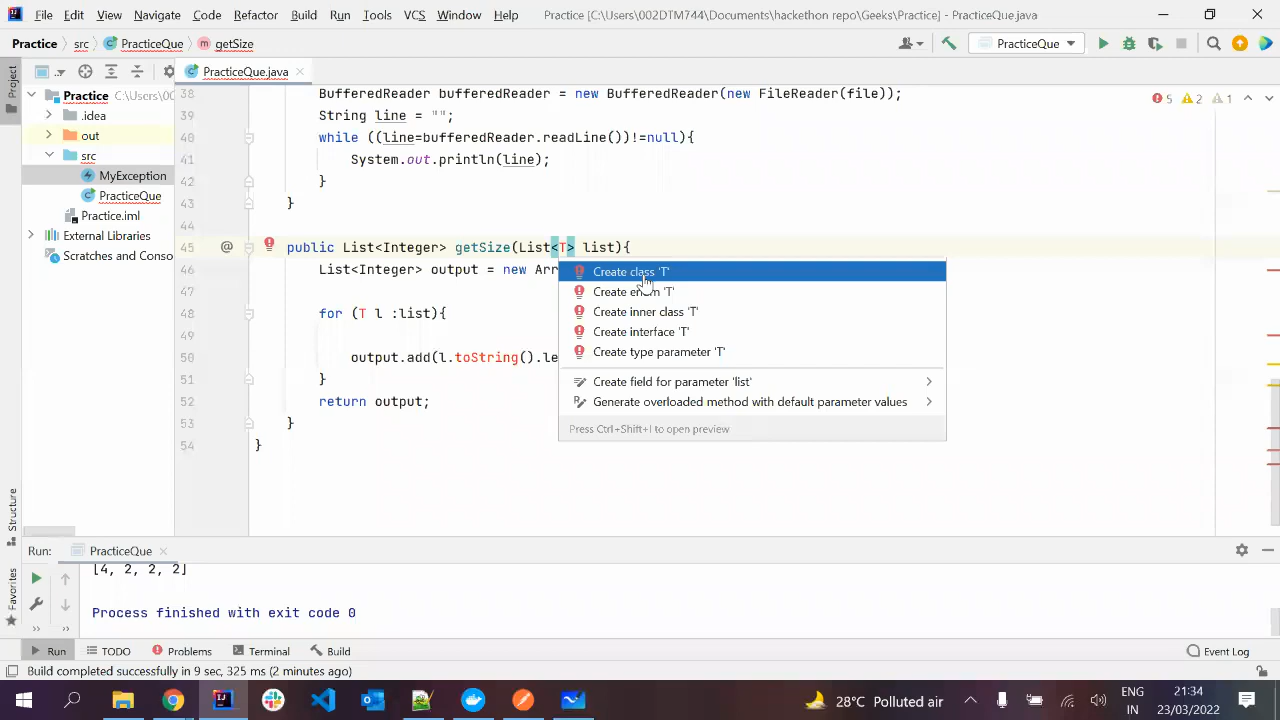 File Edit View Navigate Code Refactor Build Run Tools VCS Window Help Practice [C:\Users\002DTM744\Documents\hackethon repo\Geeks\Practice] - PracticeQue.java
Practice src PracticeQue getSize PracticeQue
Project
PracticeQue.java
Practice C:\Users\00
.idea
out
src
MyException
PracticeQue
Practice.iml
External Libraries
Scratches and Conso
5 2 1
38 BufferedReader bufferedReader = new BufferedReader(new FileReader(file));
39 String line = "";
40 while ((line=bufferedReader.readLine())!=null){
41 System.out.println(line);
42 }
43 }
44
45 @ public List<Integer> getSize(List<T> list){
46 List<Integer> output = new Arr
47
48 for (T l :list){
49
50 output.add(l.toString().le
51 }
52 return output;
53 }
54 }
Create class 'T'
Create enum 'T'
Create inner class 'T'
Create interface 'T'
Create type parameter 'T'
Create field for parameter 'list'
Generate overloaded method with default parameter values
Press Ctrl+Shift+I to open preview
Structure
Favorites
Run: PracticeQue
[4, 2, 2, 2]
Process finished with exit code 0
Run TODO Problems Terminal Build Event Log
Build completed successfully in 9 sec, 325 ms (2 minutes ago)
28°C Polluted air
ENG
IN
21:34
23/03/2022